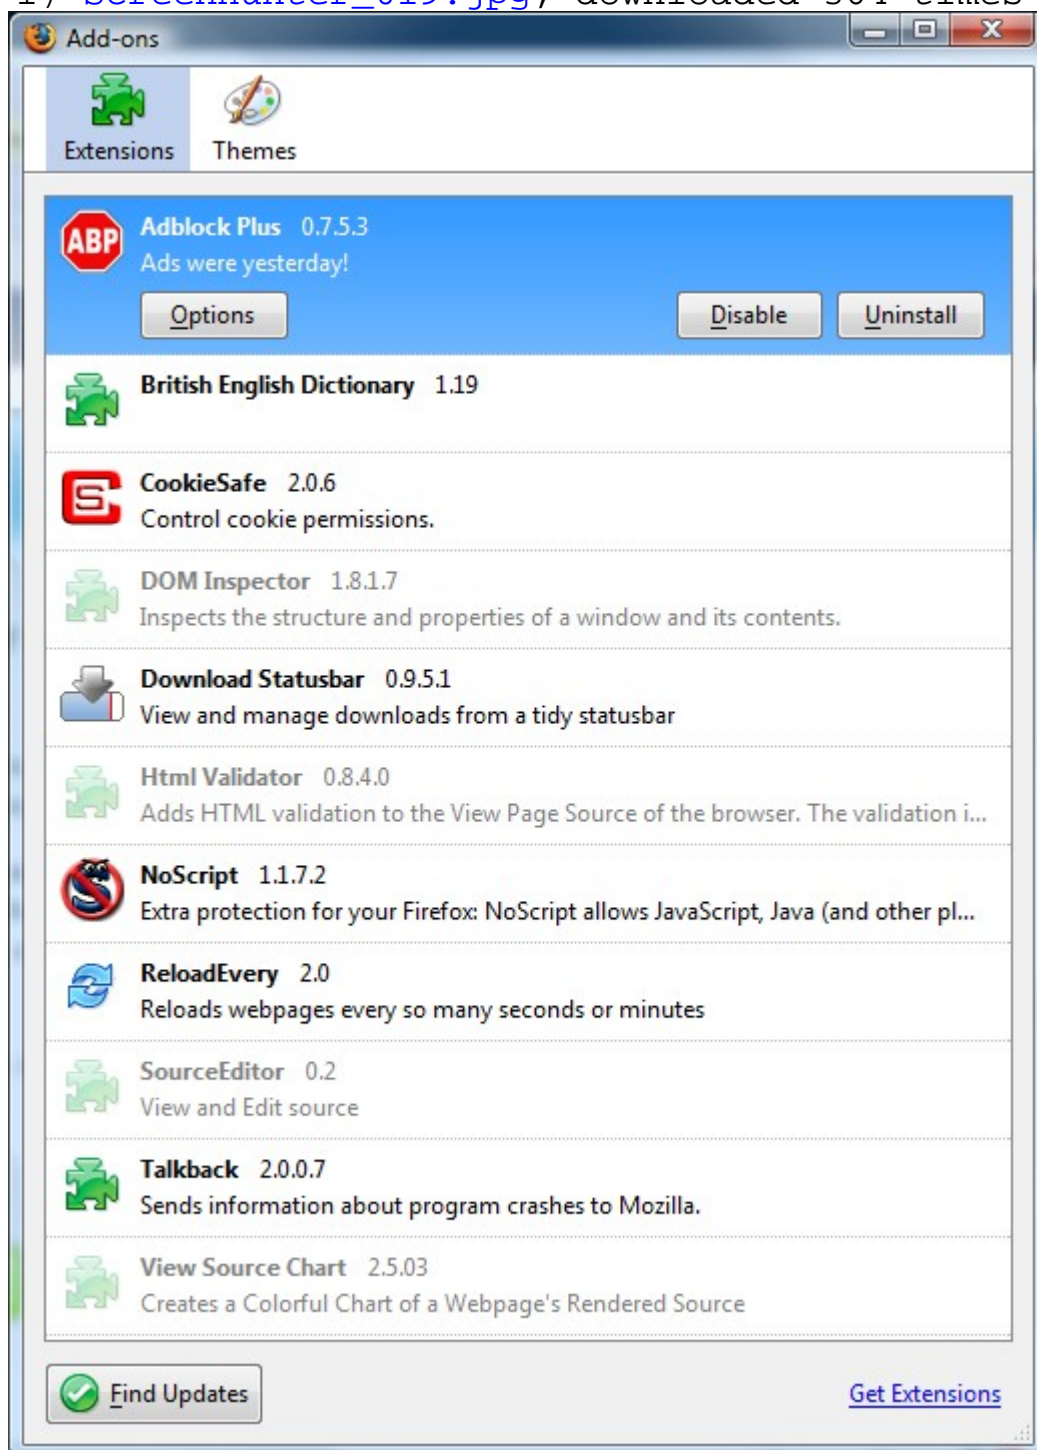 1) ScreenHunter_019.jpg, downloaded 504 times
Add-ons
Extensions Themes
ABP
Adblock Plus 0.7.5.3
Ads were yesterday!
Options Disable Uninstall
British English Dictionary 1.19
CookieSafe 2.0.6
Control cookie permissions.
DOM Inspector 1.8.1.7
Inspects the structure and properties of a window and its contents.
Download Statusbar 0.9.5.1
View and manage downloads from a tidy statusbar
Html Validator 0.8.4.0
Adds HTML validation to the View Page Source of the browser. The validation i...
NoScript 1.1.7.2
Extra protection for your Firefox: NoScript allows JavaScript, Java (and other pl...
ReloadEvery 2.0
Reloads webpages every so many seconds or minutes
SourceEditor 0.2
View and Edit source
Talkback 2.0.0.7
Sends information about program crashes to Mozilla.
View Source Chart 2.5.03
Creates a Colorful Chart of a Webpage's Rendered Source
Find Updates Get Extensions